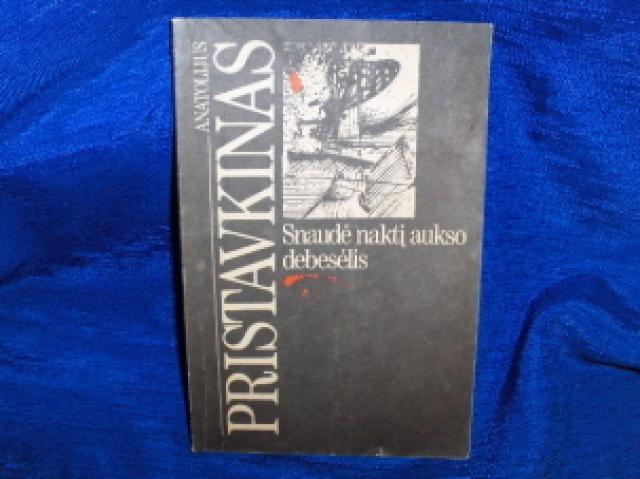 ANATOLIJUS
PRISTAVKINAS
Snaudė naktį aukso
debesėlis